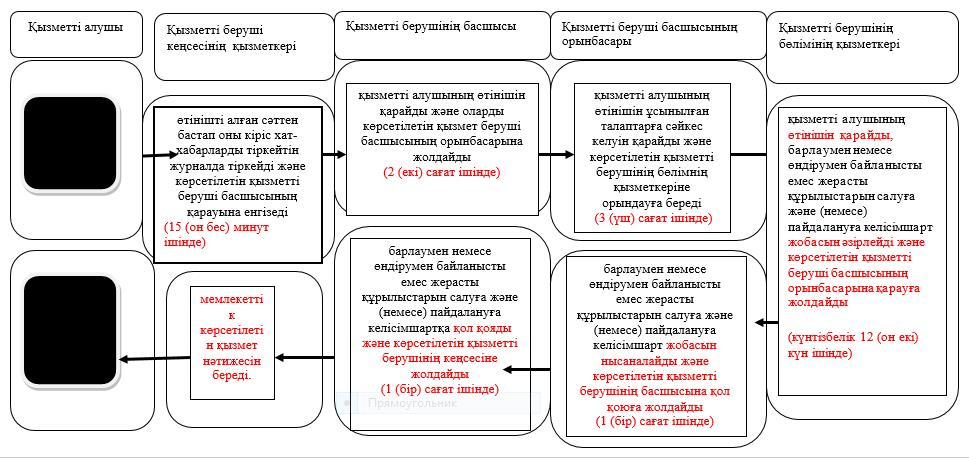 Қызметті алушы
Қызметті беруші
кеңсесінің қызметкері
Қызметті берушінің басшысы
Қызметті беруші басшысының
орынбасары
Қызметті берушінің
бөлімінің қызметкері
өтінішті алған сәттен
бастап оны кіріс хат-
хабарларды тіркейтін
журналда тіркейді және
көрсетілетін қызметті
беруші басшысының
қарауына енгізеді
(15 (он бес) минут
ішінде)
қызметті алушының өтінішін
қарайды және оларды
көрсетілетін қызмет беруші
басшысының орынбасарына
жолдайды
(2 (екі) сағат ішінде)
қызметті алушының
өтінішін ұсынылған
талаптарға сәйкес
келуін қарайды және
көрсетілетін қызметті
берушінің бөлімнің
қызметкеріне
орындауға береді
(3 (үш) сағат ішінде)
қызметті алушының
өтінішін қарайды,
барлаумен немесе
өндірумен байланысты
емес жерасты
құрылыстарын салуға
және (немесе)
пайдалануға келісімшарт
жобасын әзірлейді және
көрсетілетін қызметті
беруші басшысының
орынбасарына қарауға
жолдайды
(күнтізбелік 12 (он екі)
күн ішінде)
барлаумен немесе
өндірумен байланысты
емес жерасты
құрылыстарын салуға және
(немесе) пайдалануға
келісімшарт жобасын
нысаналайды және
көрсетілетін қызметті
берушінің басшысына қол
қоюға жолдайды
(1 (бір) сағат ішінде)
барлаумен немесе
өндірумен байланысты
емес жерасты
құрылыстарын салуға және
(немесе) пайдалануға
келісімшартқа қол қояды
және көрсетілетін қызметті
берушінің кеңсесіне
жолдайды
(1 (бір) сағат ішінде)
мемлекетті
к
көрсетілеті
н қызмет
нәтижесін
береді.
Прямоугольник